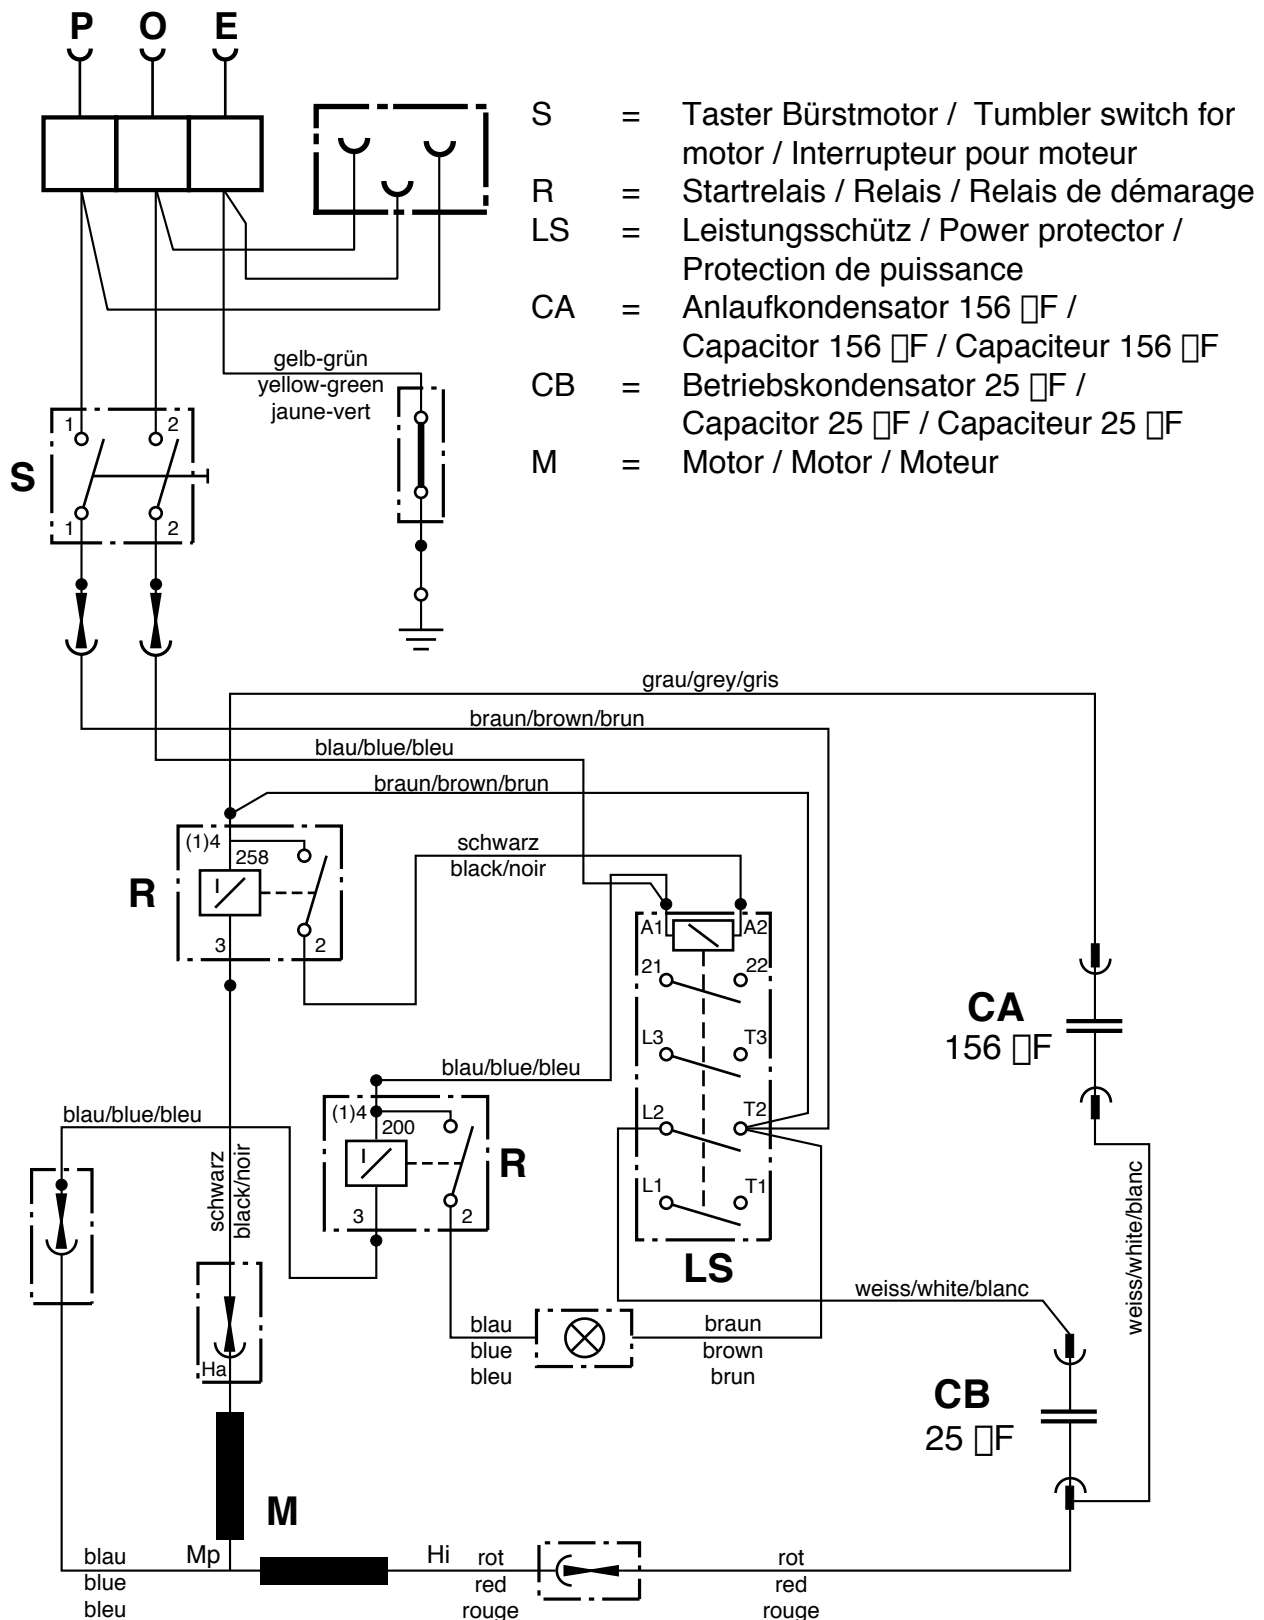 P O E
S = Taster Bürstmotor / Tumbler switch for
motor / Interrupteur pour moteur
R = Startrelais / Relais / Relais de démarage
LS = Leistungsschütz / Power protector /
Protection de puissance
CA = Anlaufkondensator 156 □F /
Capacitor 156 □F / Capaciteur 156 □F
CB = Betriebskondensator 25 □F /
Capacitor 25 □F / Capaciteur 25 □F
M = Motor / Motor / Moteur
gelb-grün
yellow-green
jaune-vert
1 2
S
1 2
grau/grey/gris
braun/brown/brun
blau/blue/bleu
braun/brown/brun
schwarz
black/noir
(1)4
258
R
3 2
A1 A2
21 22
L3 T3
L2 T2
L1 T1
LS
CA
156 □F
blau/blue/bleu
blau/blue/bleu
(1)4
200
R
3 2
schwarz
black/noir
weiss/white/blanc
weiss/white/blanc
blau
blue
bleu
braun
brown
brun
Ha
CB
25 □F
M
Mp
Hi
blau
blue
bleu
rot
red
rouge
rot
red
rouge